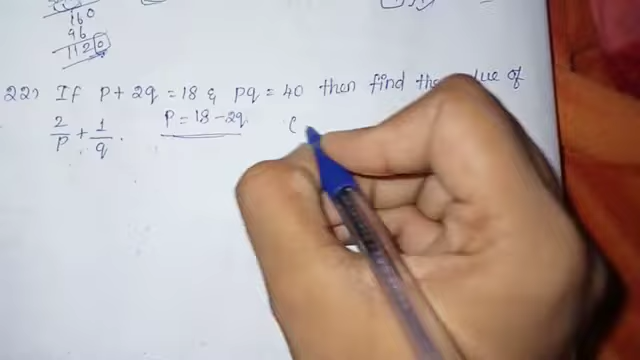 160
96
1120
22) If P + 2q = 18 & Pq = 40 then find the value of
2/P + 1/q. P = 18 - 2q (